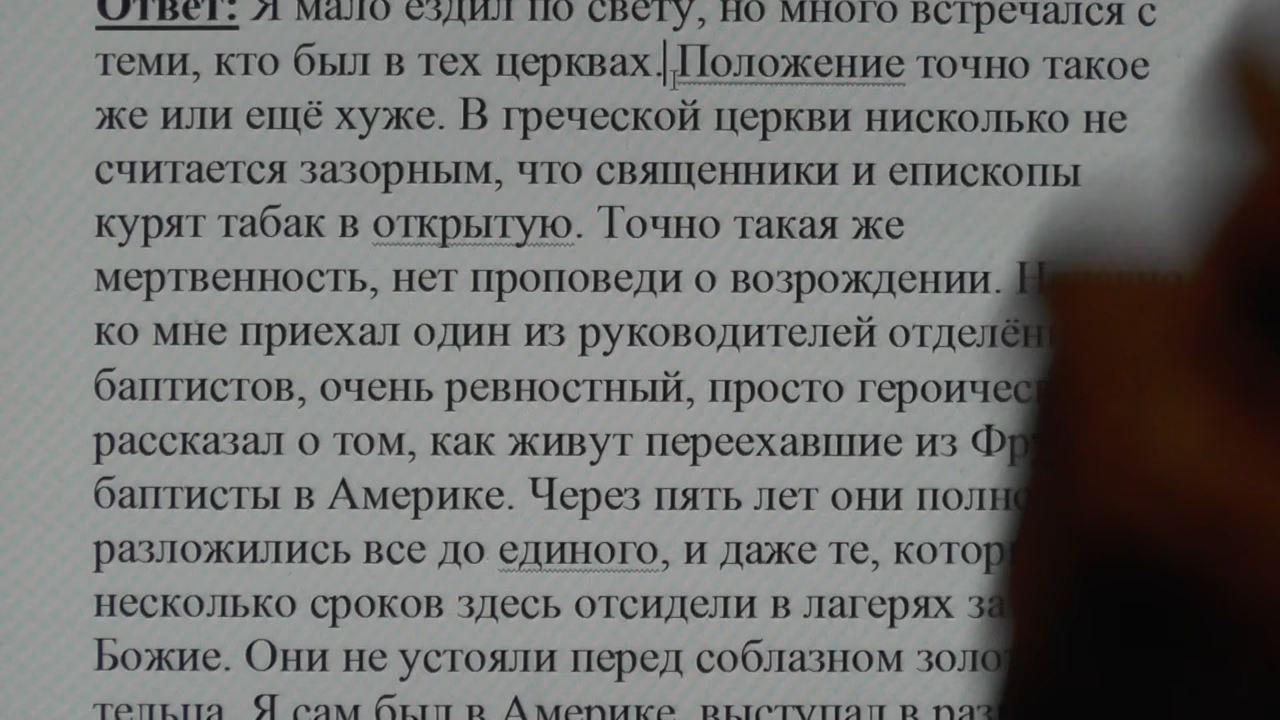 Ответ: Я мало ездил по свету, но много встречался с
теми, кто был в тех церквах. Положение точно такое
же или ещё хуже. В греческой церкви нисколько не
считается зазорным, что священники и епископы
курят табак в открытую. Точно такая же
мертвенность, нет проповеди о возрождении.
ко мне приехал один из руководителей
баптистов, очень ревностный, просто
рассказал о том, как живут переехавшие из
баптисты в Америке. Через пять лет они
разложились все до единого, и даже те,
несколько сроков здесь отсидели в лагерях за
Божие. Они не устояли перед соблазном
тельца. Я сам был в Америке, выступал в